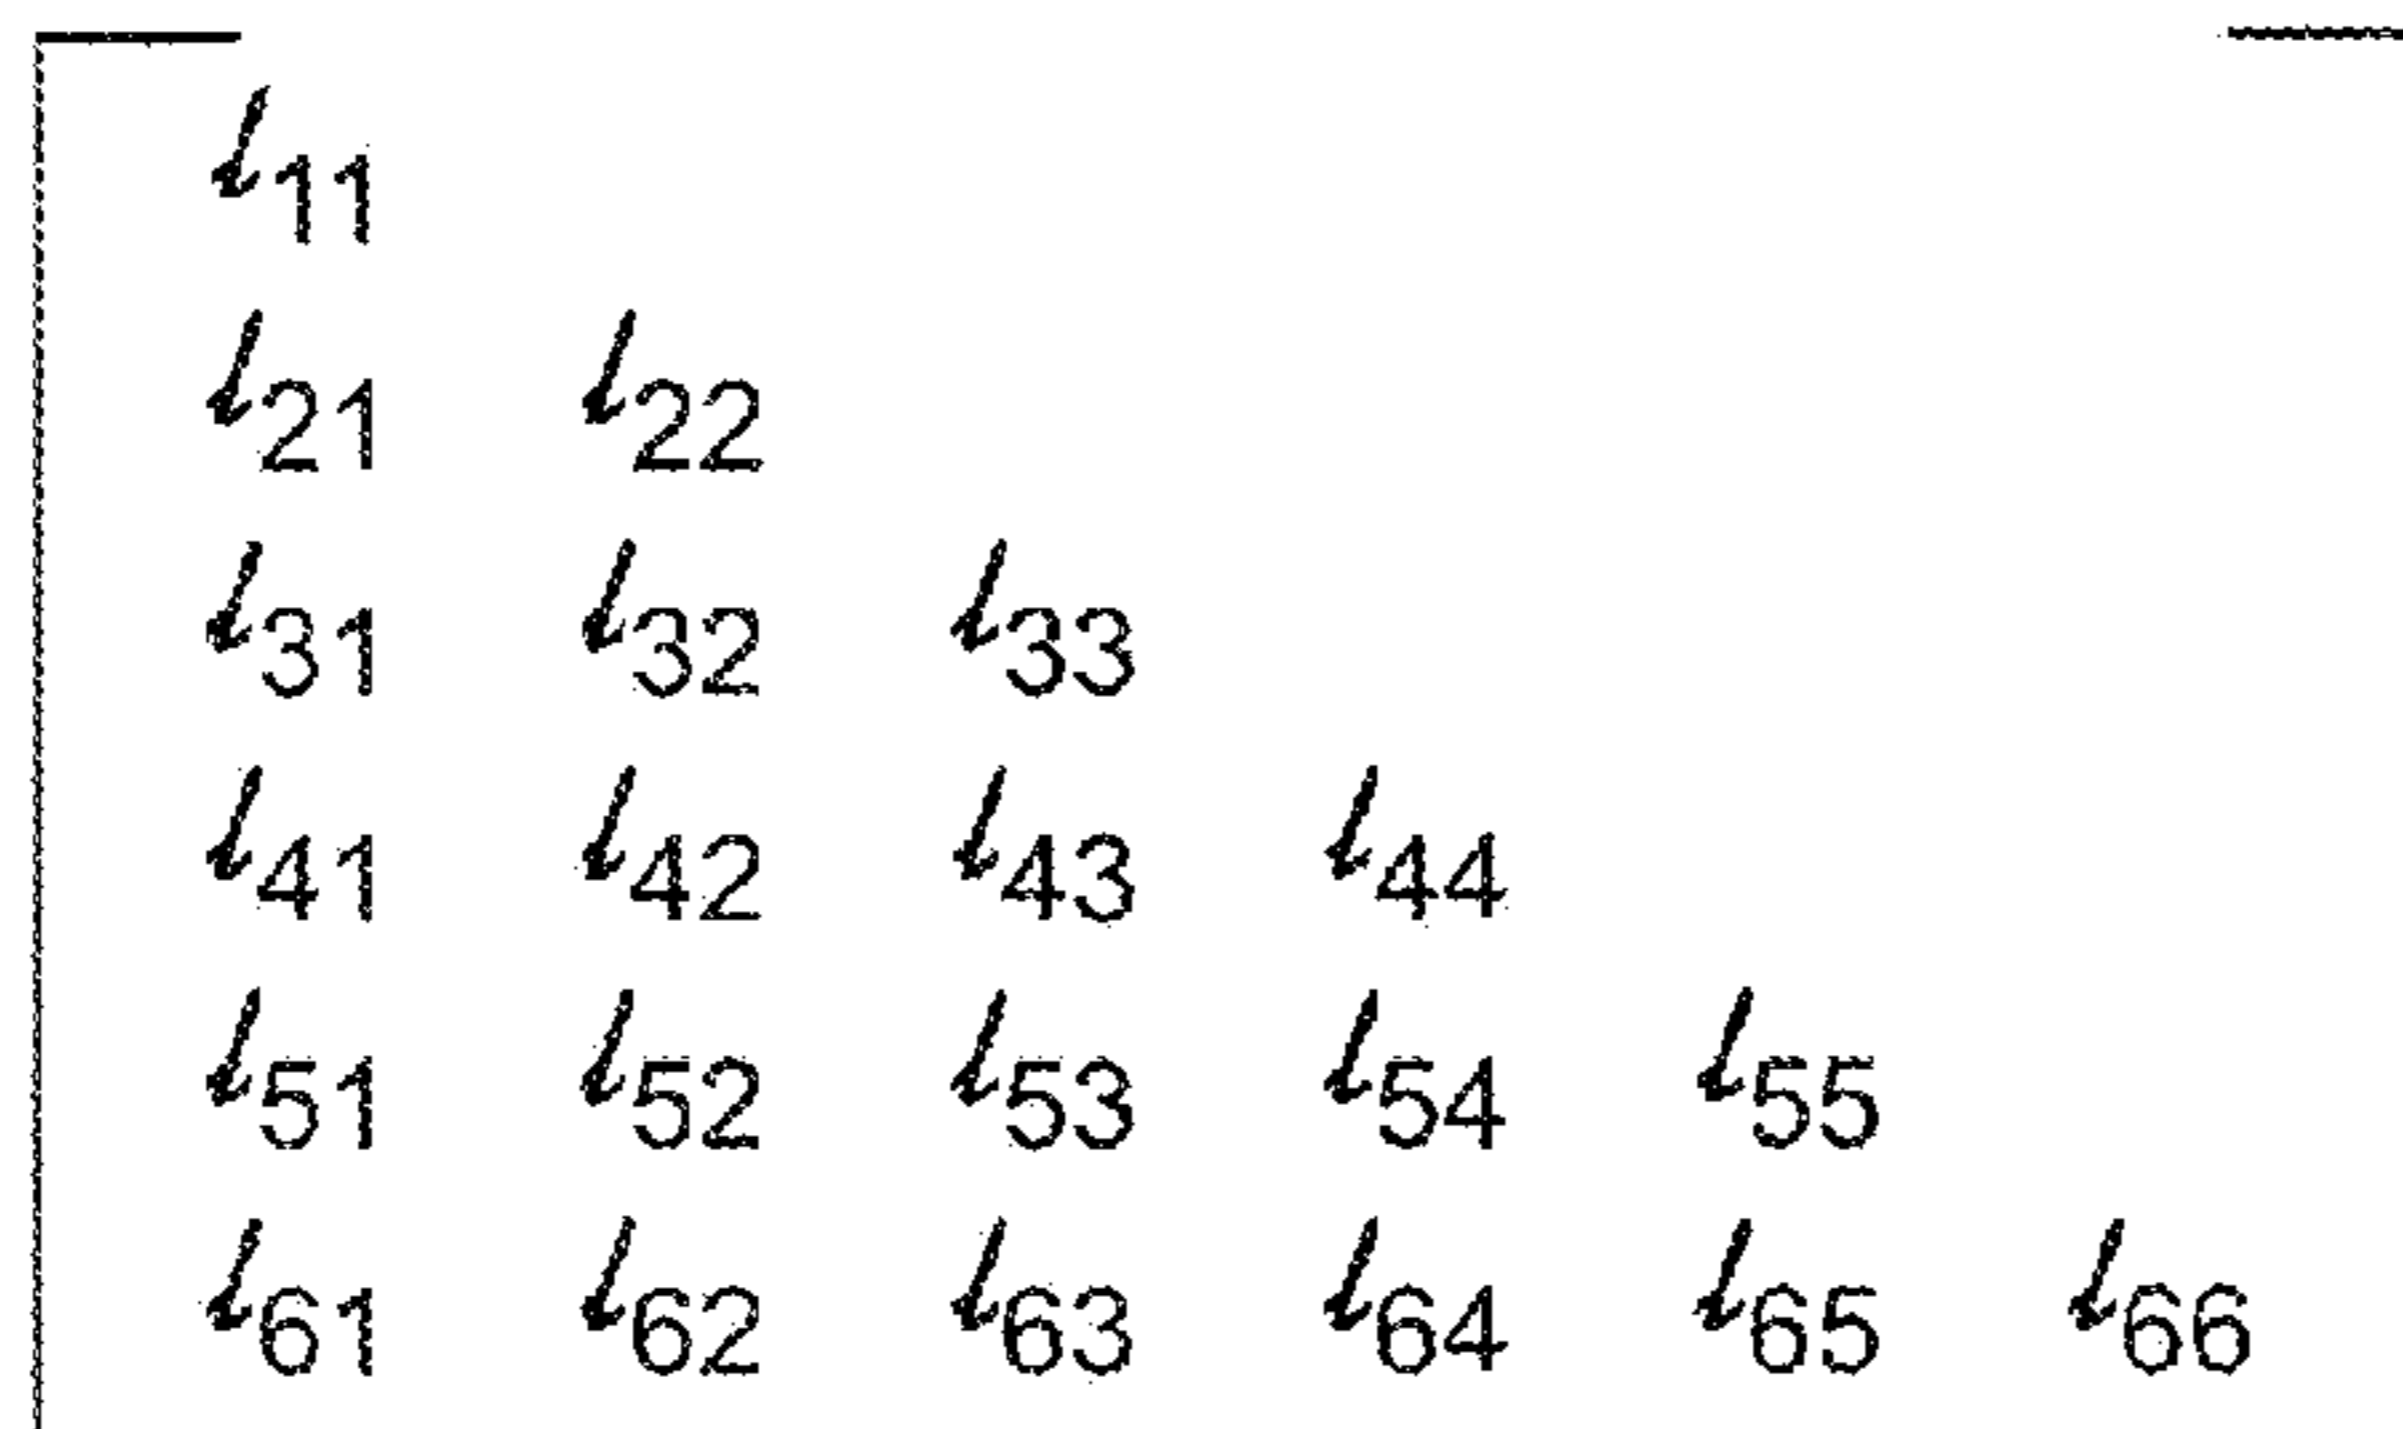 ℓ11
ℓ21 ℓ22
ℓ31 ℓ32 ℓ33
ℓ41 ℓ42 ℓ43 ℓ44
ℓ51 ℓ52 ℓ53 ℓ54 ℓ55
ℓ61 ℓ62 ℓ63 ℓ64 ℓ65 ℓ66